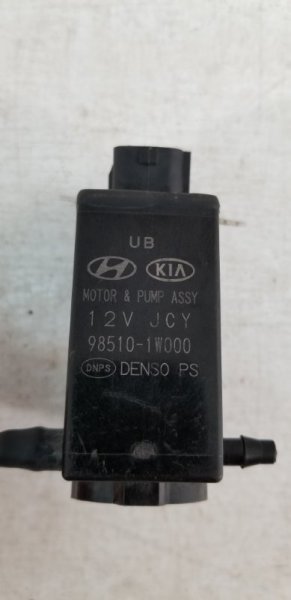 UB
KIA
MOTOR & PUMP ASSY
12V JCY
98510-1W000
DNPS DENSO PS